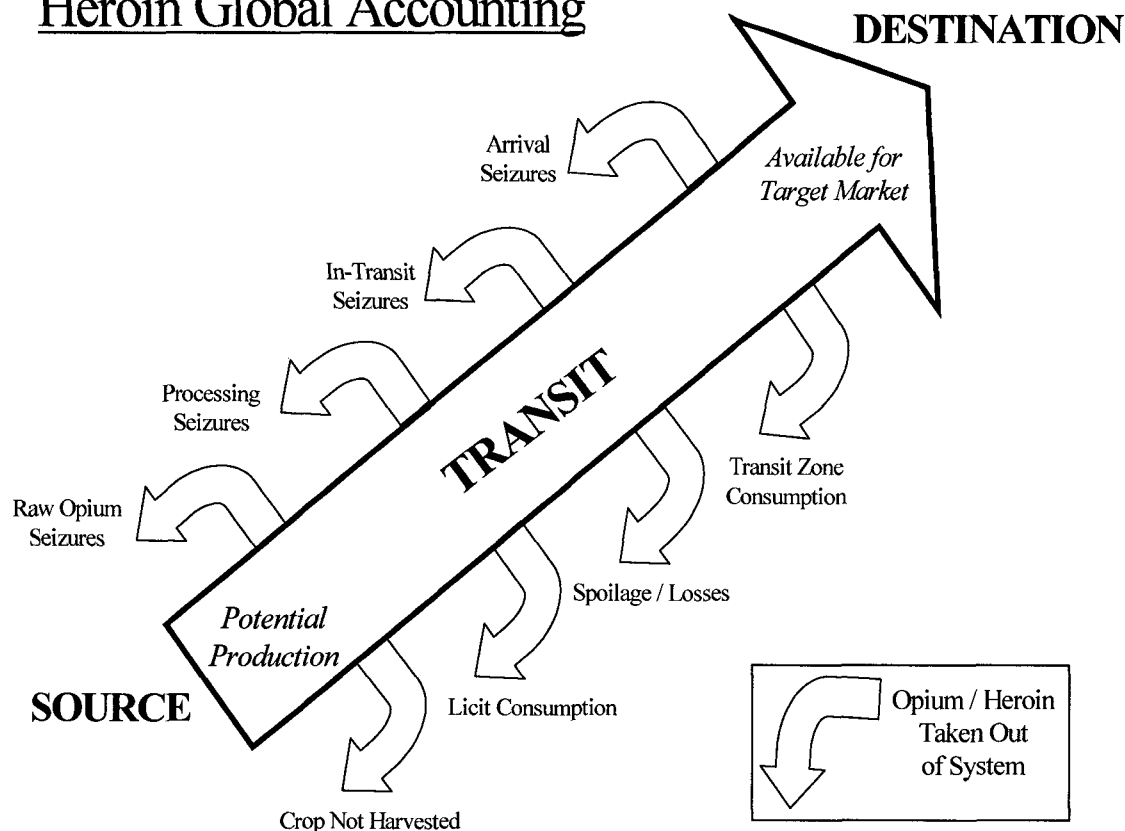 Heroin Global Accounting
DESTINATION
Arrival
Seizures
Available for
Target Market
In-Transit
Seizures
Processing
Seizures
TRANSIT
Transit Zone
Consumption
Raw Opium
Seizures
Spoilage / Losses
Potential
Production
SOURCE
Licit Consumption
Crop Not Harvested
Opium / Heroin
Taken Out
of System